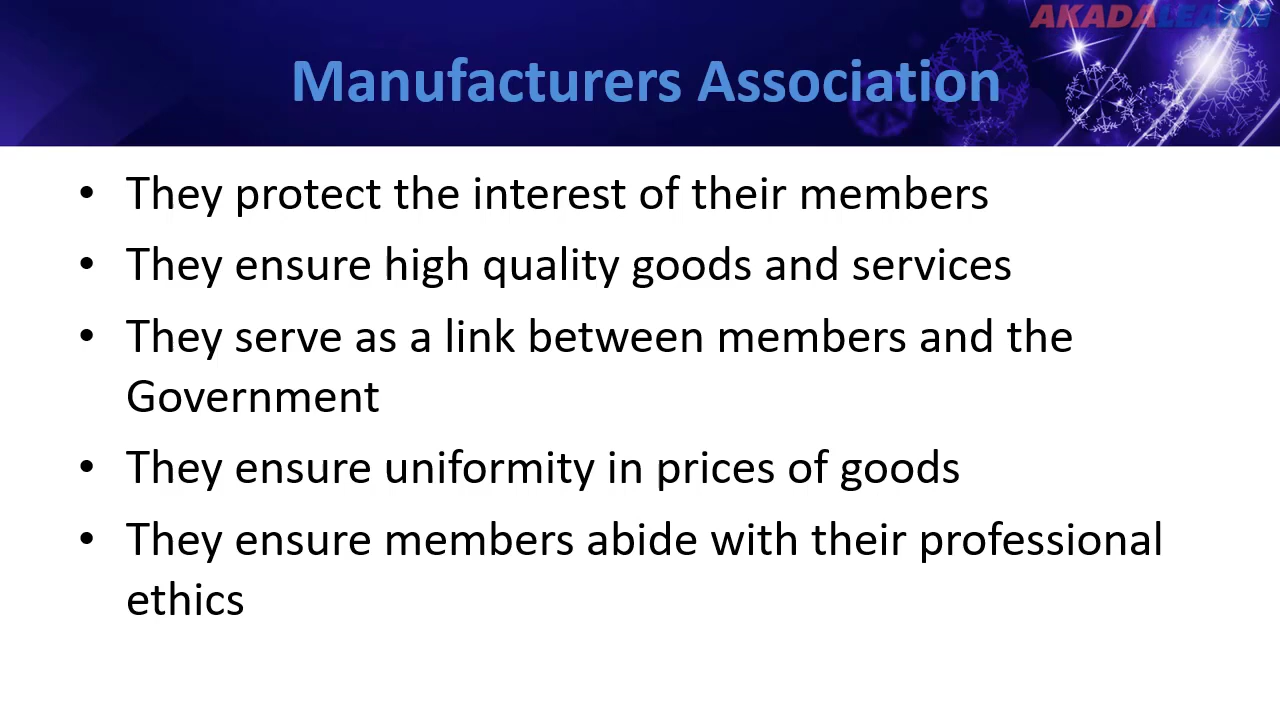 AKADALEARN
Manufacturers Association
• They protect the interest of their members
• They ensure high quality goods and services
• They serve as a link between members and the
Government
• They ensure uniformity in prices of goods
• They ensure members abide with their professional
ethics